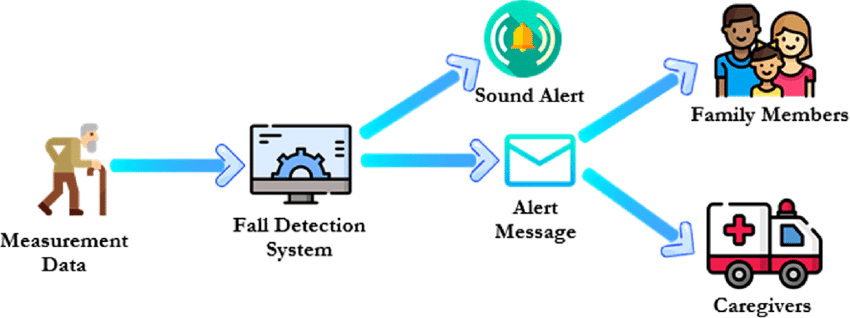 Measurement
Data
Fall Detection
System
Sound Alert
Alert
Message
Family Members
Caregivers